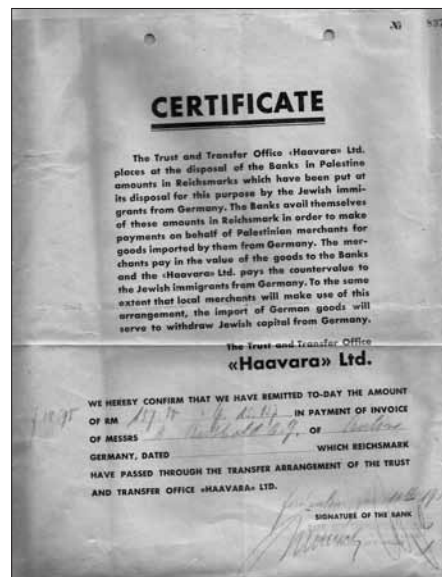 No
CERTIFICATE
The Trust and Transfer Office «Haavara» Ltd.
places at the disposal of the Banks in Palestine
amounts in Reichsmarks which have been put at
its disposal for this purpose by the Jewish immi-
grants from Germany. The Banks avail themselves
of these amounts in Reichsmark in order to make
payments on behalf of Palestinian merchants for
goods imported by them from Germany. The mer-
chants pay in the value of the goods to the Banks
and the «Haavara» Ltd. pays the countervalue to
the Jewish immigrants from Germany. To the same
extent that local merchants will make use of this
arrangement, the import of German goods will
serve to withdraw Jewish capital from Germany.
The Trust and Transfer Office
«Haavara» Ltd.
WE HEREBY CONFIRM THAT WE HAVE REMITTED TO-DAY THE AMOUNT
OF RM IN PAYMENT OF INVOICE
OF MESSRS OF
GERMANY, DATED WHICH REICHSMARK
HAVE PASSED THROUGH THE TRANSFER ARRANGEMENT OF THE TRUST
AND TRANSFER OFFICE «HAAVARA» LTD.
SIGNATURE OF THE BANK